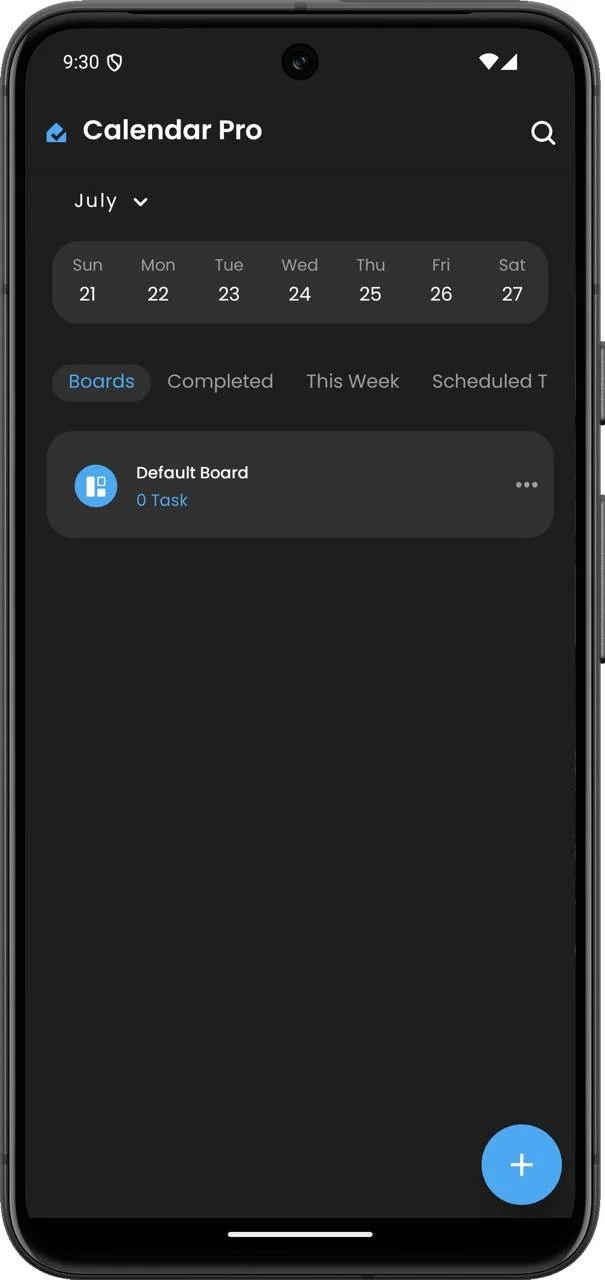 9:30
Calendar Pro
July
Sun Mon Tue Wed Thu Fri Sat
21 22 23 24 25 26 27
Boards Completed This Week Scheduled T
Default Board
0 Task